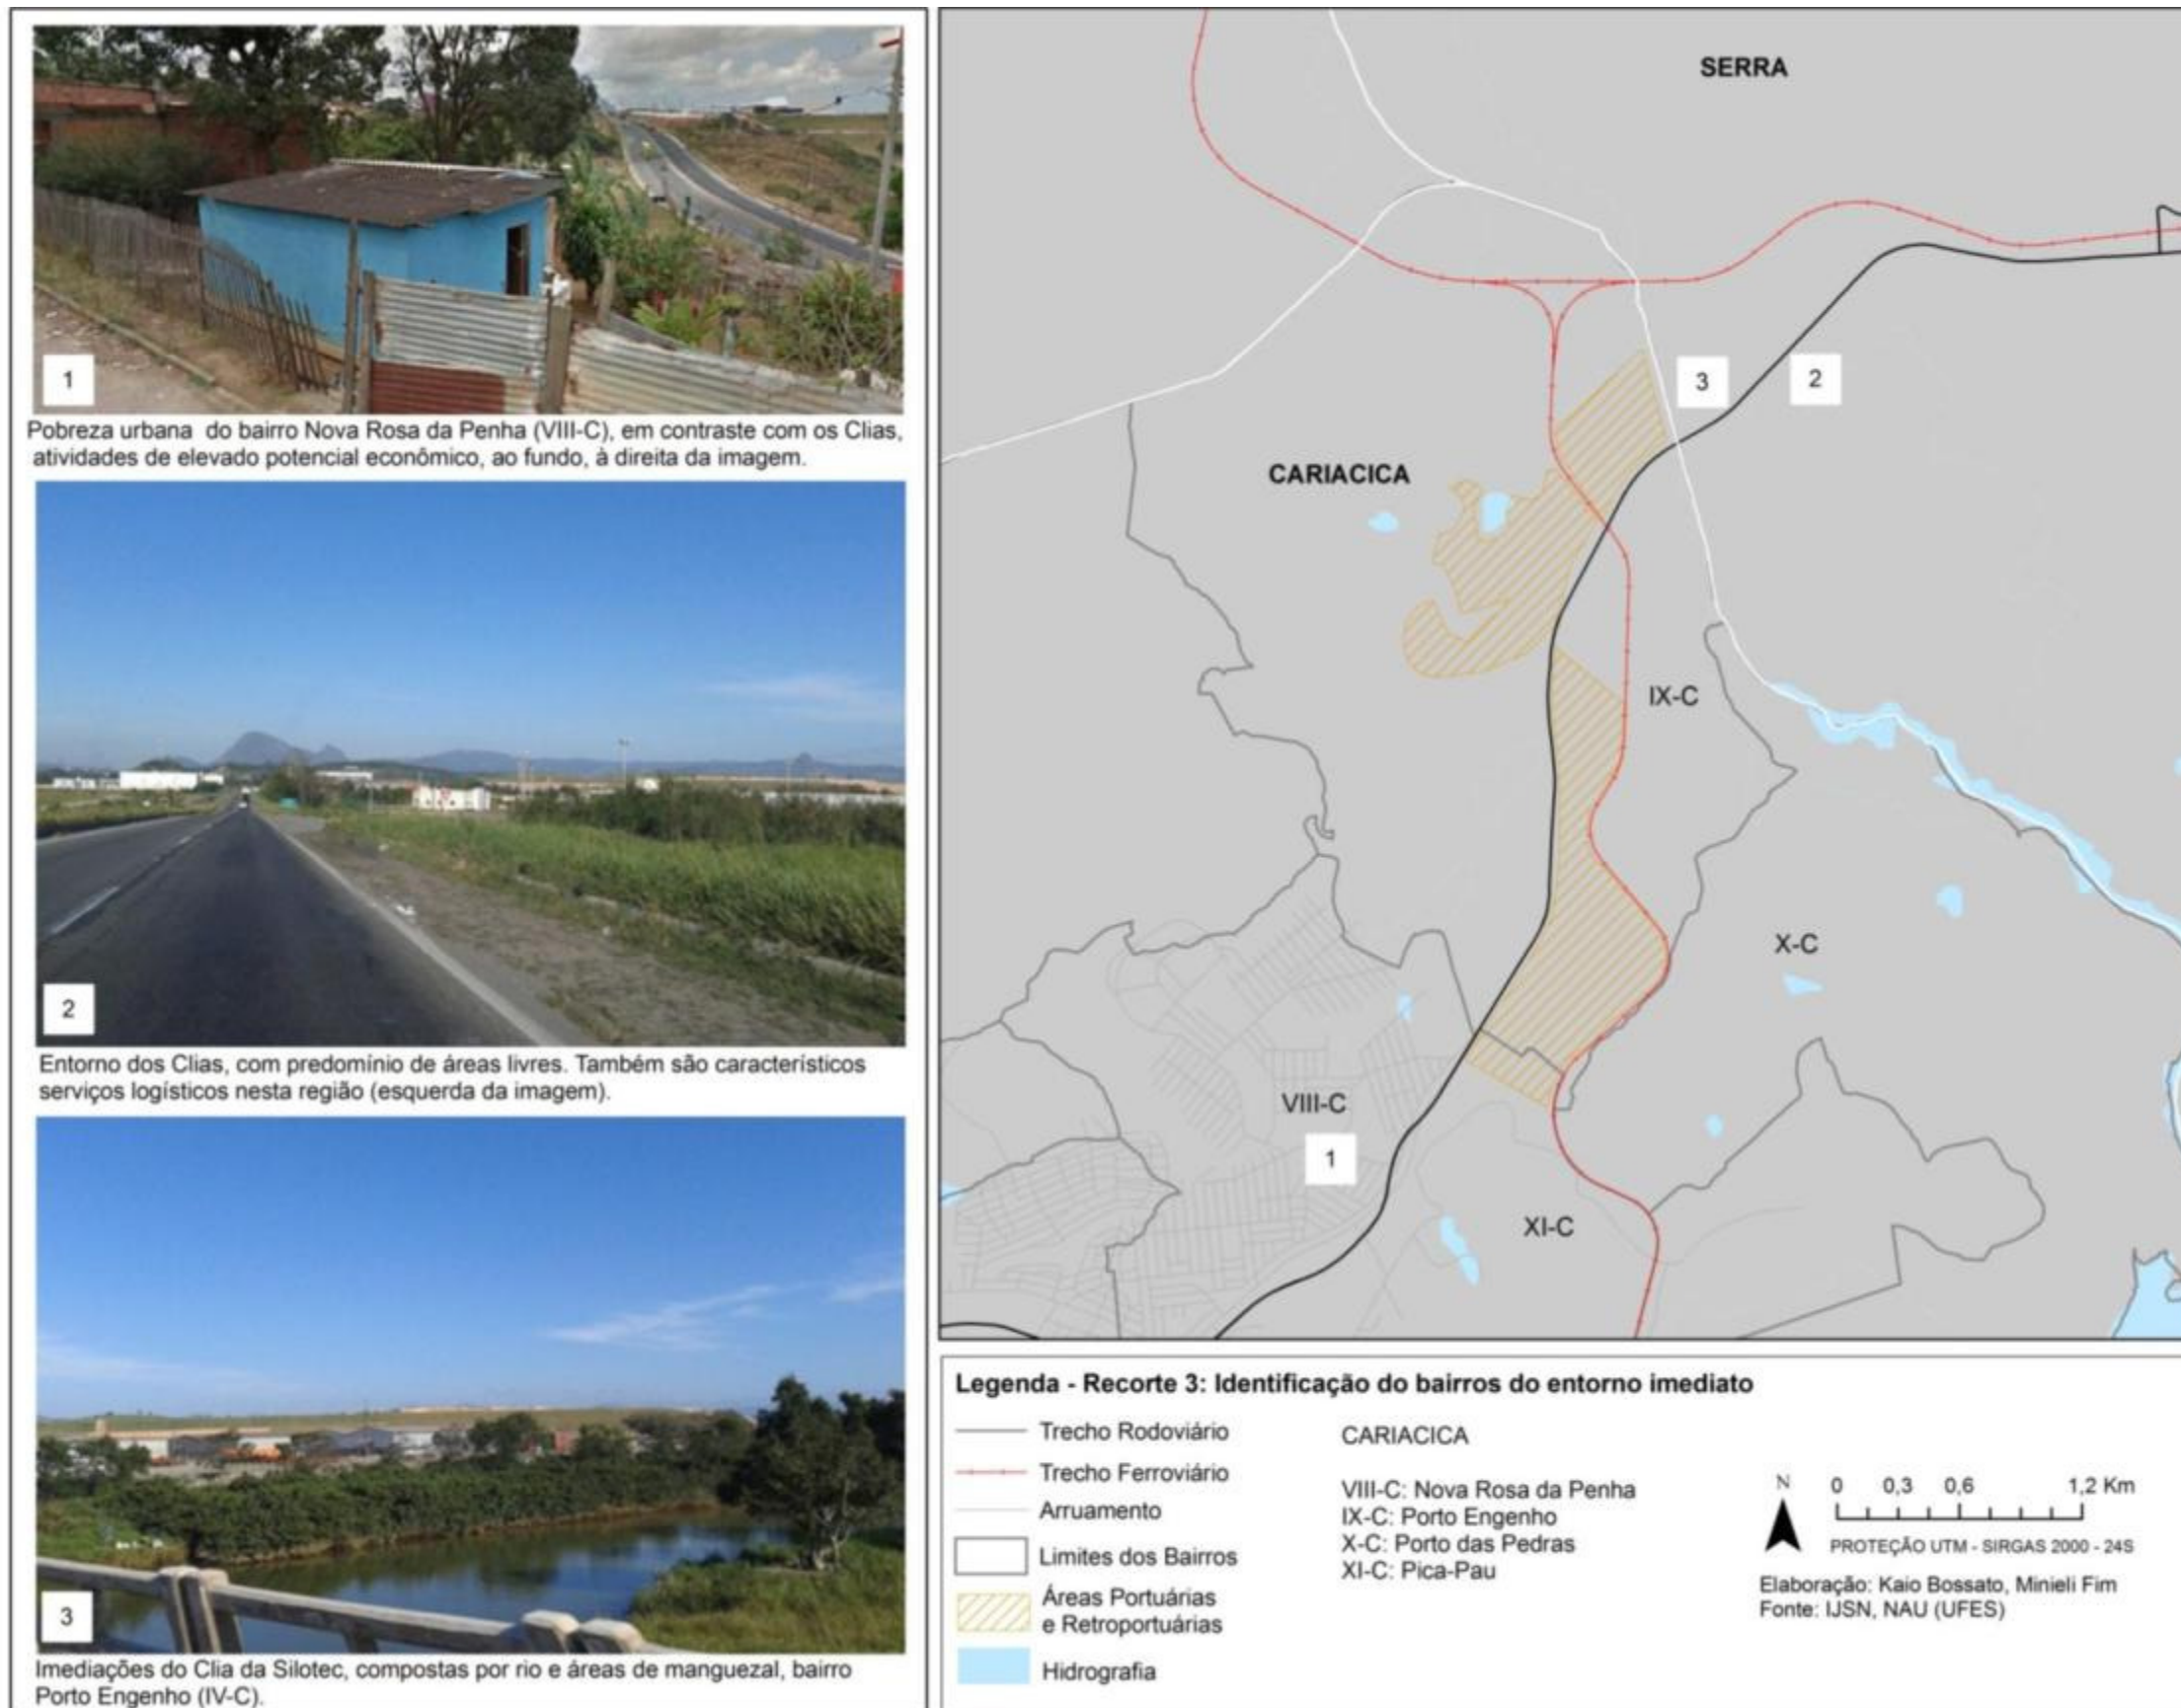 1
Pobreza urbana do bairro Nova Rosa da Penha (VIII-C), em contraste com os Clias,
atividades de elevado potencial econômico, ao fundo, à direita da imagem.
2
Entorno dos Clias, com predomínio de áreas livres. Também são característicos
serviços logísticos nesta região (esquerda da imagem).
3
Imediações do Clia da Silotec, compostas por rio e áreas de manguezal, bairro
Porto Engenho (IV-C).
SERRA
3
2
CARIACICA
IX-C
X-C
VIII-C
1
XI-C
Legenda - Recorte 3: Identificação do bairros do entorno imediato
Trecho Rodoviário
Trecho Ferroviário
Arruamento
Limites dos Bairros
Áreas Portuárias
e Retroportuárias
Hidrografia
CARIACICA
VIII-C: Nova Rosa da Penha
IX-C: Porto Engenho
X-C: Porto das Pedras
XI-C: Pica-Pau
N
0 0,3 0,6 1,2 Km
PROTEÇÃO UTM - SIRGAS 2000 - 24S
Elaboração: Kaio Bossato, Minieli Fim
Fonte: IJSN, NAU (UFES)